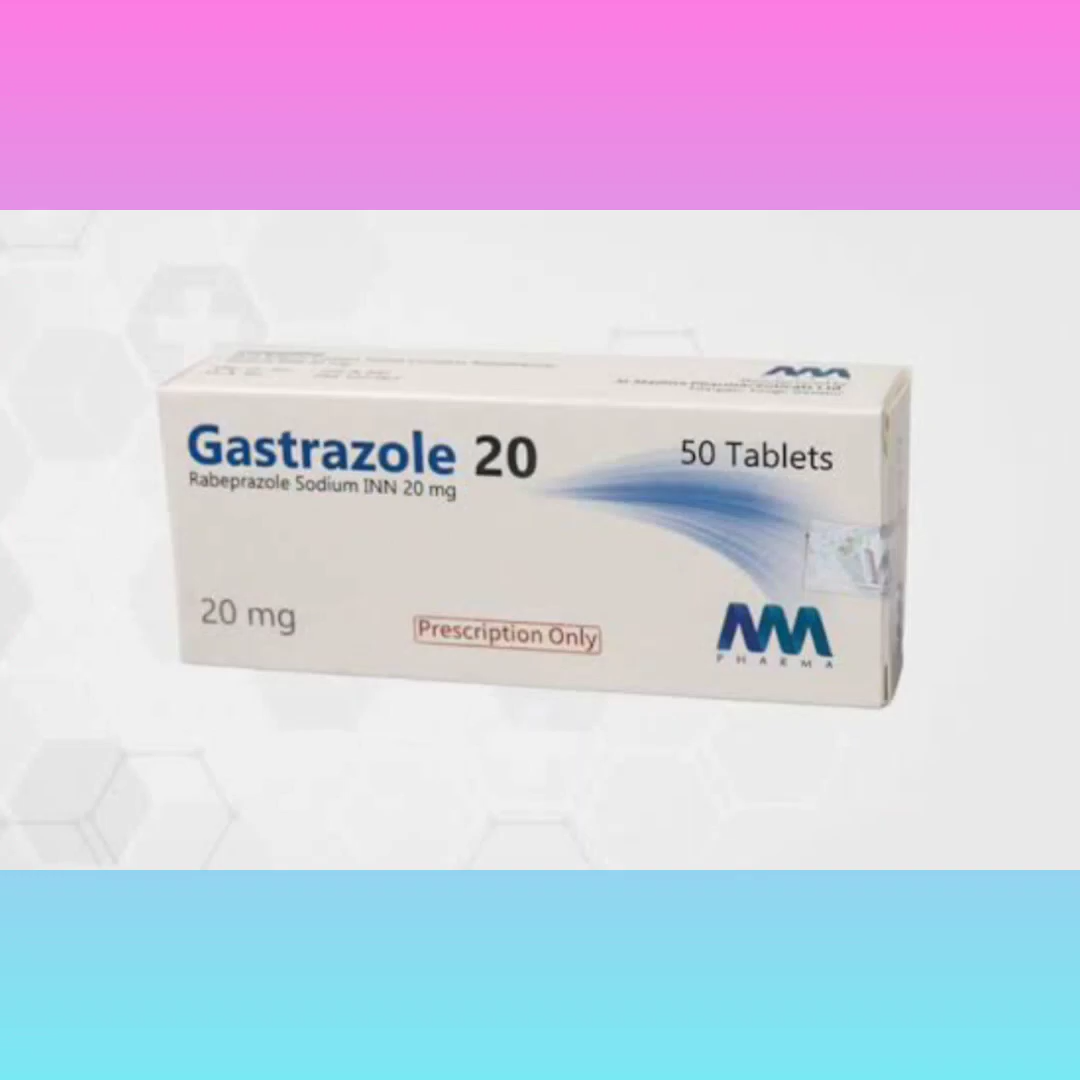 Gastrazole 20
Rabeprazole Sodium INN 20 mg
50 Tablets
20 mg
Prescription Only
PHARMA